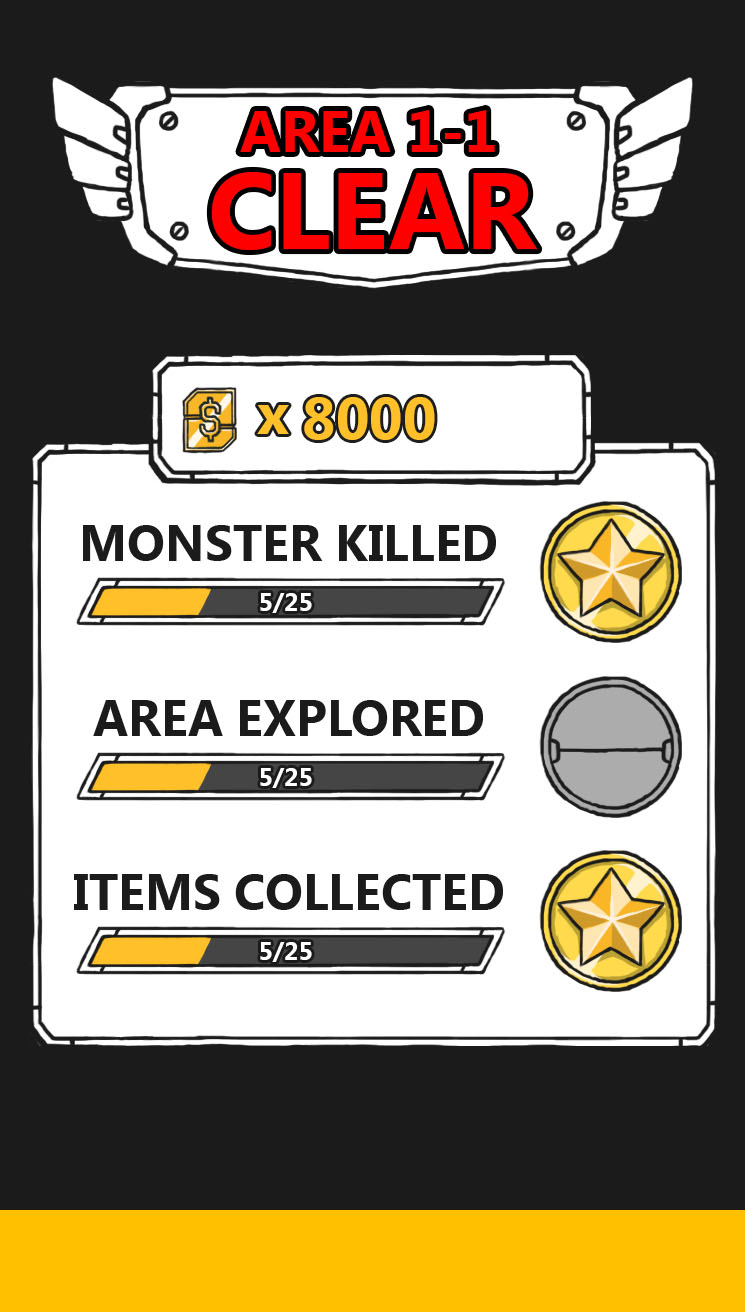 AREA 1-1
CLEAR
$ x 8000
MONSTER KILLED
5/25
AREA EXPLORED
5/25
ITEMS COLLECTED
5/25